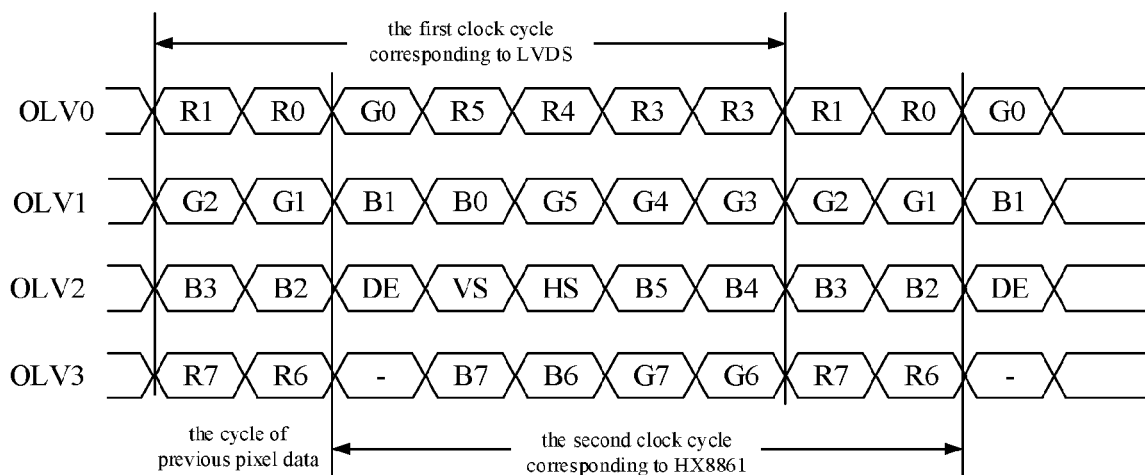 the first clock cycle
corresponding to LVDS
OLV0 R1 R0 G0 R5 R4 R3 R3 R1 R0 G0
OLV1 G2 G1 B1 B0 G5 G4 G3 G2 G1 B1
OLV2 B3 B2 DE VS HS B5 B4 B3 B2 DE
OLV3 R7 R6 - B7 B6 G7 G6 R7 R6 -
the cycle of
previous pixel data
the second clock cycle
corresponding to HX8861